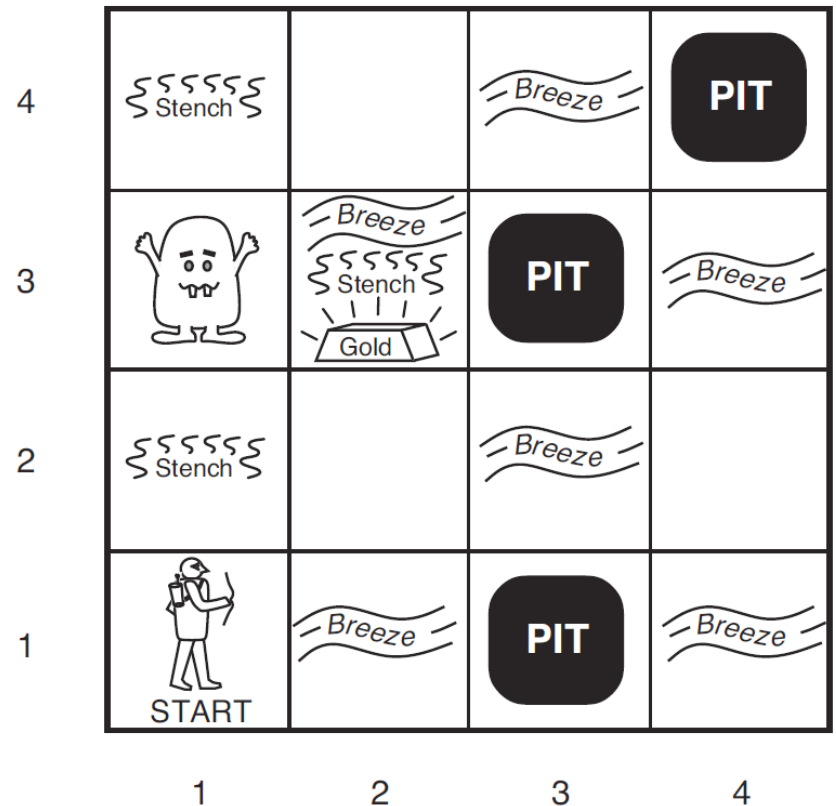 4
Stench
Breeze
PIT
3
Breeze
Stench
Gold
PIT
Breeze
2
Stench
Breeze
1
START
Breeze
PIT
Breeze
1 2 3 4